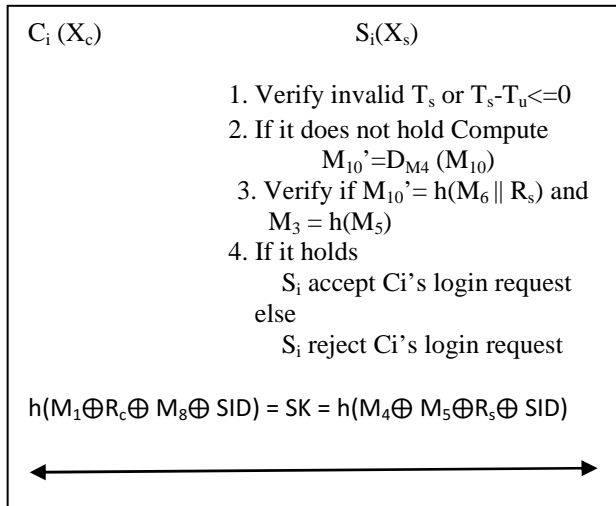 Cᵢ (X_c) Sᵢ(Xₛ)
1. Verify invalid Tₛ or Tₛ-Tᵤ<=0
2. If it does not hold Compute
M₁₀’=D_M4 (M₁₀)
3. Verify if M₁₀’= h(M₆ || Rₛ) and
M₃ = h(M₅)
4. If it holds
Sᵢ accept Ci’s login request
else
Sᵢ reject Ci’s login request
h(M₁⊕R_c⊕ M₈⊕ SID) = SK = h(M₄⊕ M₅⊕Rₛ⊕ SID)